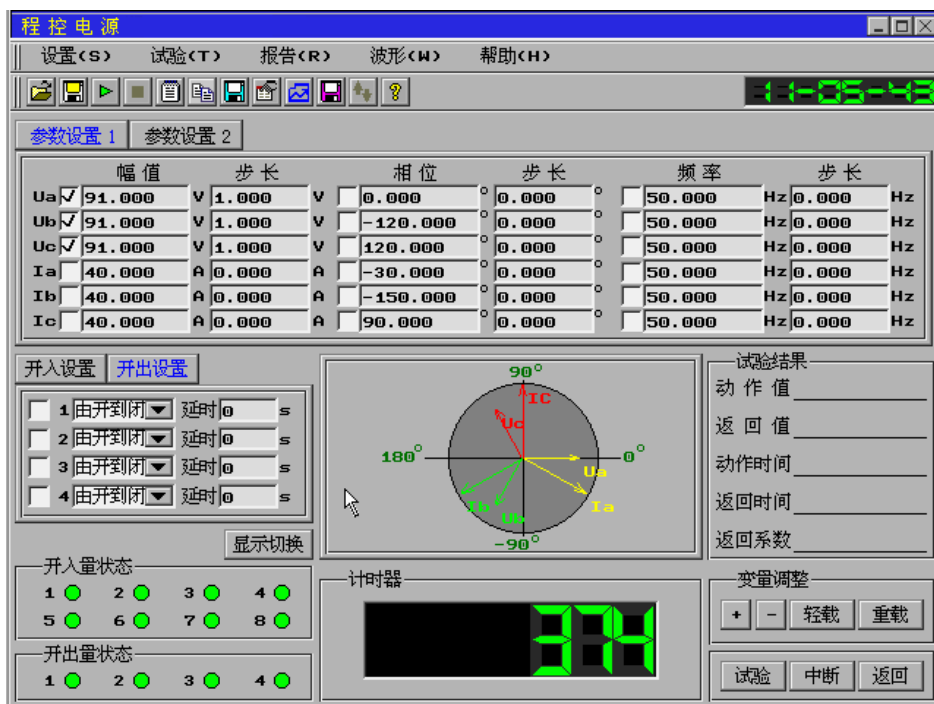 程控电源
设置(S) 试验(T) 报告(R) 波形(W) 帮助(H)
11-05-43
参数设置 1 参数设置 2
幅值 步长 相位 步长 频率 步长
Ua 91.000 V 1.000 V 0.000 ° 0.000 ° 50.000 Hz 0.000 Hz
Ub 91.000 V 1.000 V -120.000 ° 0.000 ° 50.000 Hz 0.000 Hz
Uc 91.000 V 1.000 V 120.000 ° 0.000 ° 50.000 Hz 0.000 Hz
Ia 40.000 A 0.000 A -30.000 ° 0.000 ° 50.000 Hz 0.000 Hz
Ib 40.000 A 0.000 A -150.000 ° 0.000 ° 50.000 Hz 0.000 Hz
Ic 40.000 A 0.000 A 90.000 ° 0.000 ° 50.000 Hz 0.000 Hz
开入设置 开出设置
1 由开到闭 延时 0 s
2 由开到闭 延时 0 s
3 由开到闭 延时 0 s
4 由开到闭 延时 0 s
显示切换
90°
IC
Uc
180° 0°
Ua
Ib Ia
Ub
-90°
试验结果
动作值
返回值
动作时间
返回时间
返回系数
开入量状态
1 2 3 4
5 6 7 8
开出量状态
1 2 3 4
计时器
374
变量调整
+ - 轻载 重载
试验 中断 返回